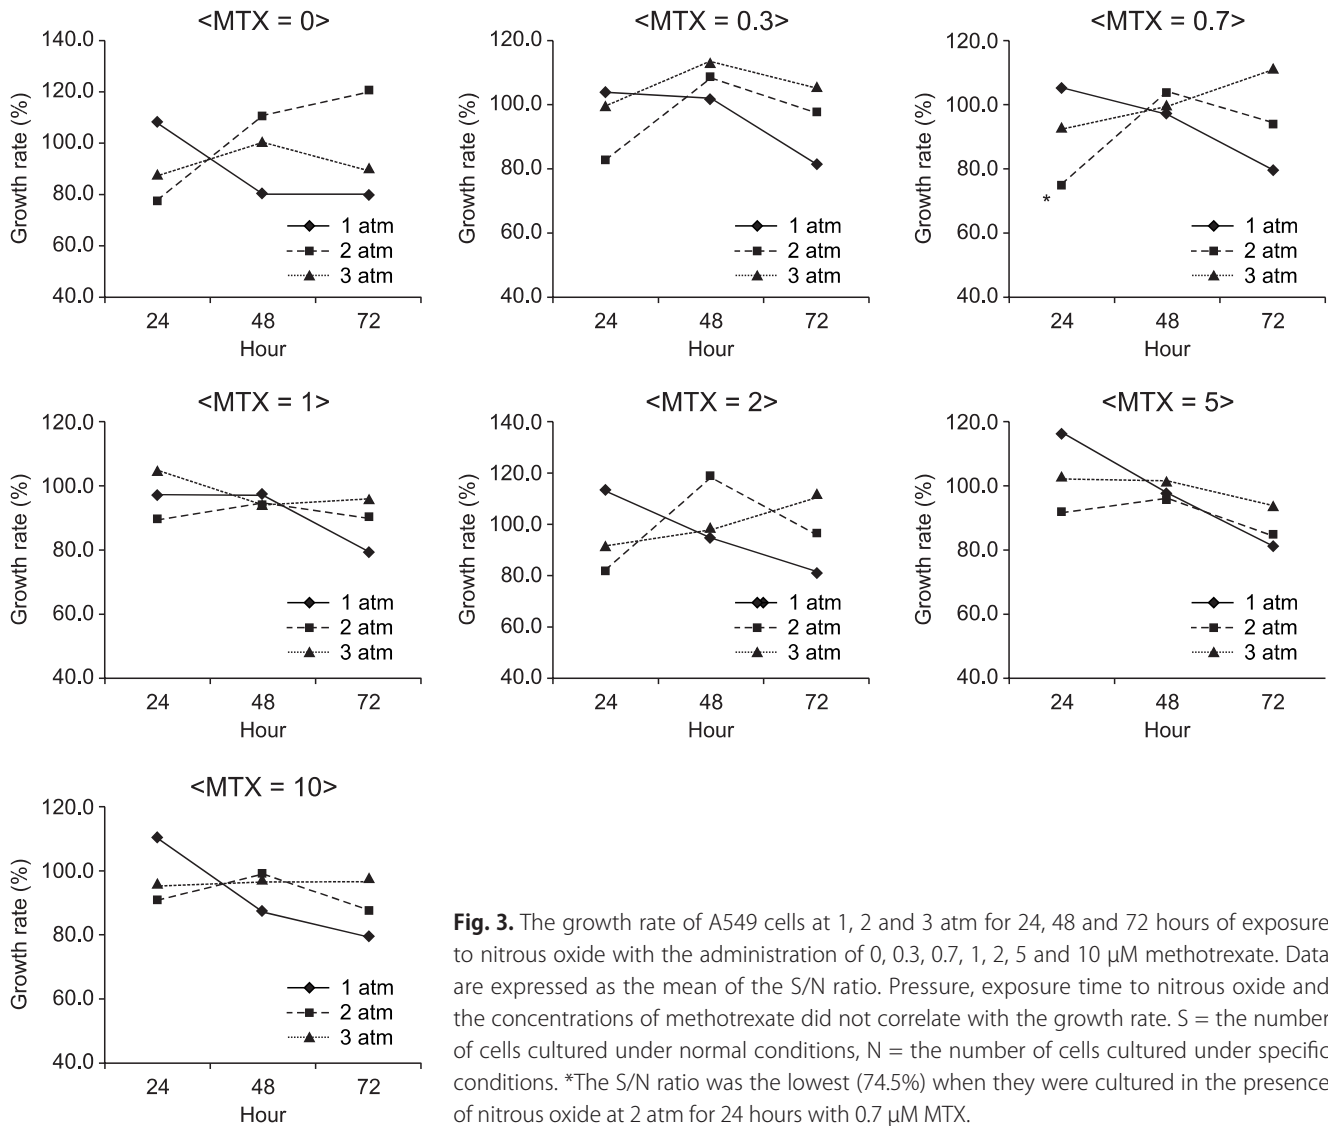 <MTX = 0>
140.0
120.0
100.0
80.0
60.0
40.0
Growth rate (%)
1 atm
2 atm
3 atm
24 48 72
Hour
<MTX = 0.3>
120.0
100.0
80.0
60.0
40.0
Growth rate (%)
1 atm
2 atm
3 atm
24 48 72
Hour
<MTX = 0.7>
120.0
100.0
80.0
60.0
40.0
Growth rate (%)
*
1 atm
2 atm
3 atm
24 48 72
Hour
<MTX = 1>
120.0
100.0
80.0
60.0
40.0
Growth rate (%)
1 atm
2 atm
3 atm
24 48 72
Hour
<MTX = 2>
140.0
120.0
100.0
80.0
60.0
40.0
Growth rate (%)
1 atm
2 atm
3 atm
24 48 72
Hour
<MTX = 5>
120.0
100.0
80.0
60.0
40.0
Growth rate (%)
1 atm
2 atm
3 atm
24 48 72
Hour
<MTX = 10>
120.0
100.0
80.0
60.0
40.0
Growth rate (%)
1 atm
2 atm
3 atm
24 48 72
Hour
Fig. 3. The growth rate of A549 cells at 1, 2 and 3 atm for 24, 48 and 72 hours of exposure
to nitrous oxide with the administration of 0, 0.3, 0.7, 1, 2, 5 and 10 μM methotrexate. Data
are expressed as the mean of the S/N ratio. Pressure, exposure time to nitrous oxide and
the concentrations of methotrexate did not correlate with the growth rate. S = the number
of cells cultured under normal conditions, N = the number of cells cultured under specific
conditions. *The S/N ratio was the lowest (74.5%) when they were cultured in the presence
of nitrous oxide at 2 atm for 24 hours with 0.7 μM MTX.